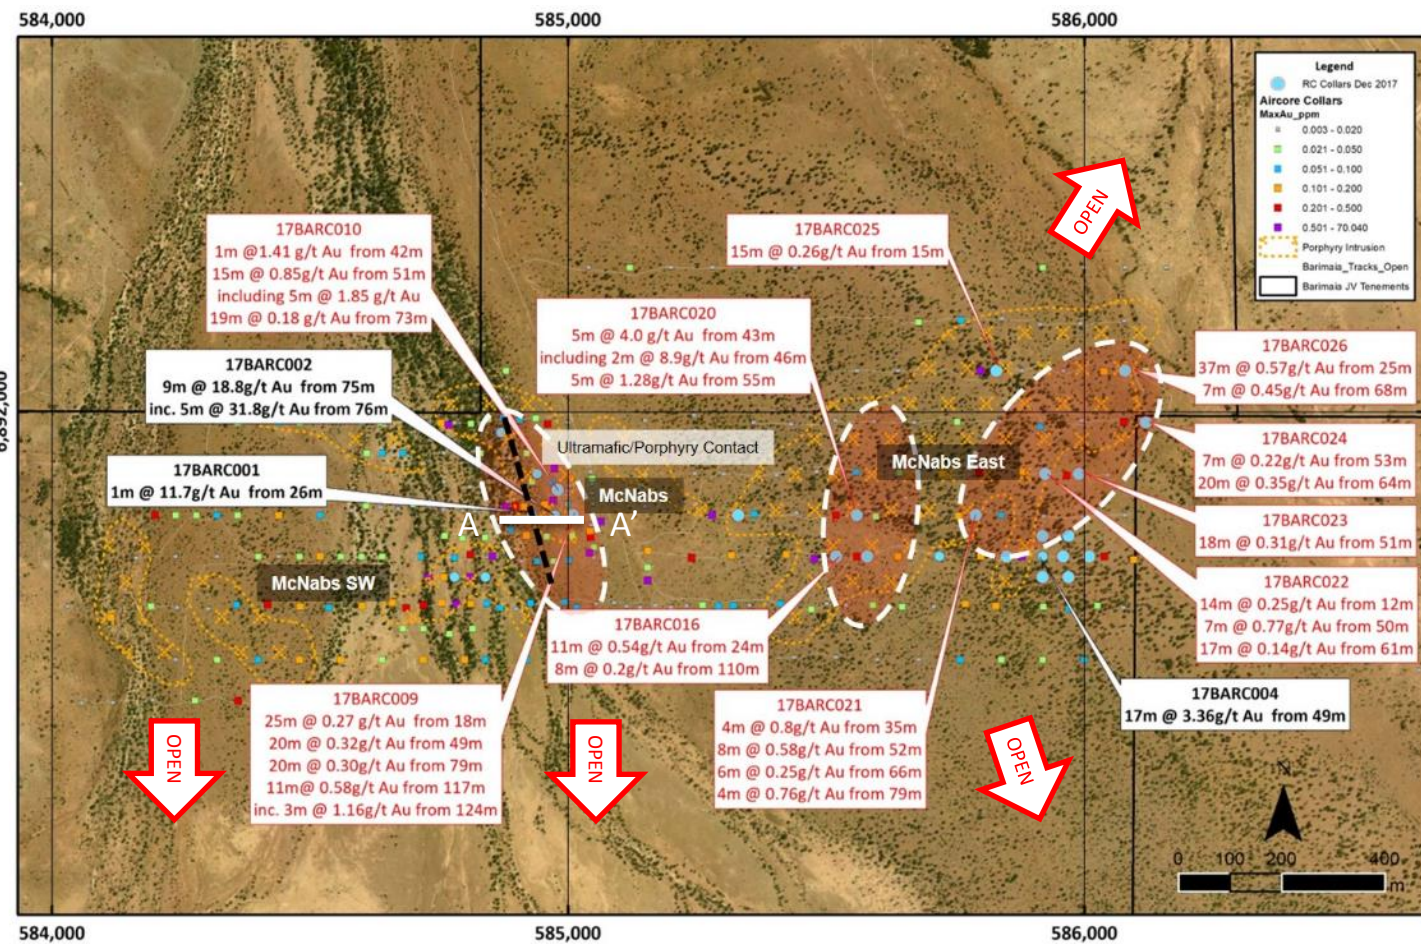 584,000
585,000
586,000
Legend
RC Collars Dec 2017
Aircore Collars
MaxAu_ppm
0.003 - 0.020
0.021 - 0.050
0.051 - 0.100
0.101 - 0.200
0.201 - 0.500
0.501 - 70.040
Porphyry Intrusion
Barimaia_Tracks_Open
Barimaia JV Tenements
OPEN
17BARC010
1m @1.41 g/t Au from 42m
15m @ 0.85g/t Au from 51m
including 5m @ 1.85 g/t Au
19m @ 0.18 g/t Au from 73m
17BARC025
15m @ 0.26g/t Au from 15m
17BARC020
5m @ 4.0 g/t Au from 43m
including 2m @ 8.9g/t Au from 46m
5m @ 1.28g/t Au from 55m
17BARC026
37m @ 0.57g/t Au from 25m
7m @ 0.45g/t Au from 68m
17BARC002
9m @ 18.8g/t Au from 75m
inc. 5m @ 31.8g/t Au from 76m
6,892,000
17BARC024
7m @ 0.22g/t Au from 53m
20m @ 0.35g/t Au from 64m
Ultramafic/Porphyry Contact
McNabs East
17BARC001
1m @ 11.7g/t Au from 26m
McNabs
A A'
17BARC023
18m @ 0.31g/t Au from 51m
McNabs SW
17BARC022
14m @ 0.25g/t Au from 12m
7m @ 0.77g/t Au from 50m
17m @ 0.14g/t Au from 61m
17BARC016
11m @ 0.54g/t Au from 24m
8m @ 0.2g/t Au from 110m
17BARC004
17m @ 3.36g/t Au from 49m
17BARC009
25m @ 0.27 g/t Au from 18m
20m @ 0.32g/t Au from 49m
20m @ 0.30g/t Au from 79m
11m@ 0.58g/t Au from 117m
inc. 3m @ 1.16g/t Au from 124m
17BARC021
4m @ 0.8g/t Au from 35m
8m @ 0.58g/t Au from 52m
6m @ 0.25g/t Au from 66m
4m @ 0.76g/t Au from 79m
OPEN
OPEN
OPEN
N
0 100 200 400
m
584,000
585,000
586,000